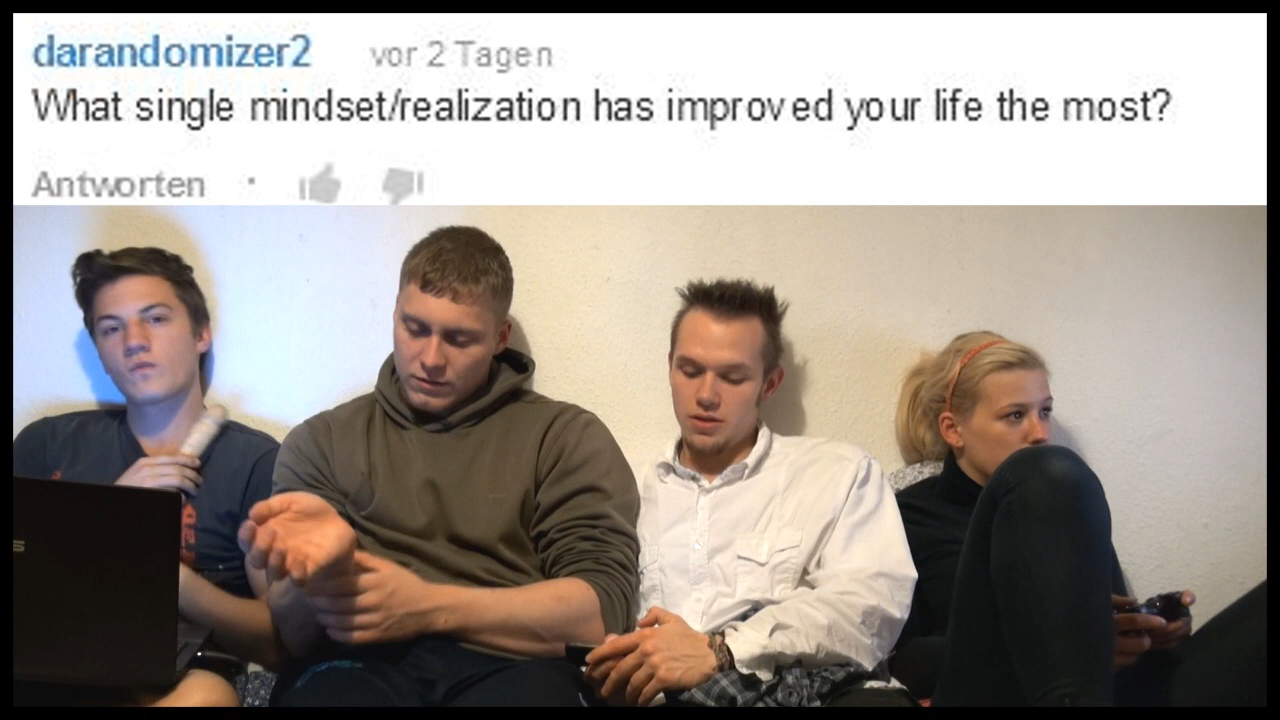 darandomizer2 vor 2 Tagen
What single mindset/realization has improved your life the most?
Antworten ·
S